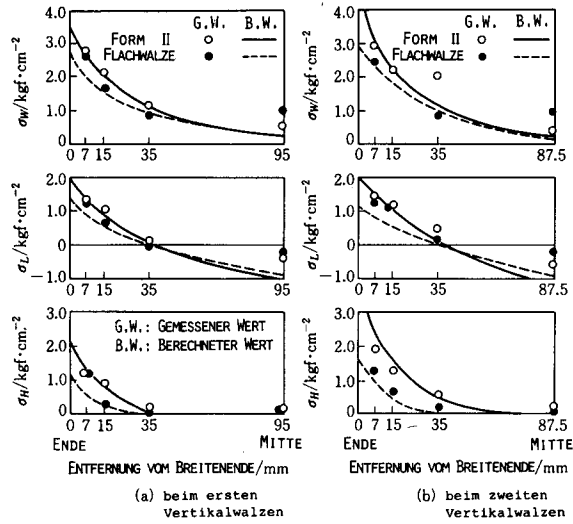 G.W. B.W. G.W. B.W.
FORM II FORM II
FLACHWALZE FLACHWALZE
σW/kgf·cm⁻² σW/kgf·cm⁻²
4.0 4.0
3.0 3.0
2.0 2.0
1.0 1.0
0 7 15 35 95 0 7 15 35 87.5
σL/kgf·cm⁻² σL/kgf·cm⁻²
2.0 2.0
1.0 1.0
0 0
-1.0 -1.0
0 7 15 35 95 0 7 15 35 87.5
σH/kgf·cm⁻² σH/kgf·cm⁻²
3.0 3.0
G.W.: GEMESSENER WERT
B.W.: BERECHNETER WERT
2.0 2.0
1.0 1.0
0.0 0.0
0 7 15 35 95 0 7 15 35 87.5
ENDE MITTE ENDE MITTE
ENTFERNUNG VOM BREITENENDE/mm ENTFERNUNG VOM BREITENENDE/mm
(a) beim ersten (b) beim zweiten
Vertikalwalzen Vertikalwalzen